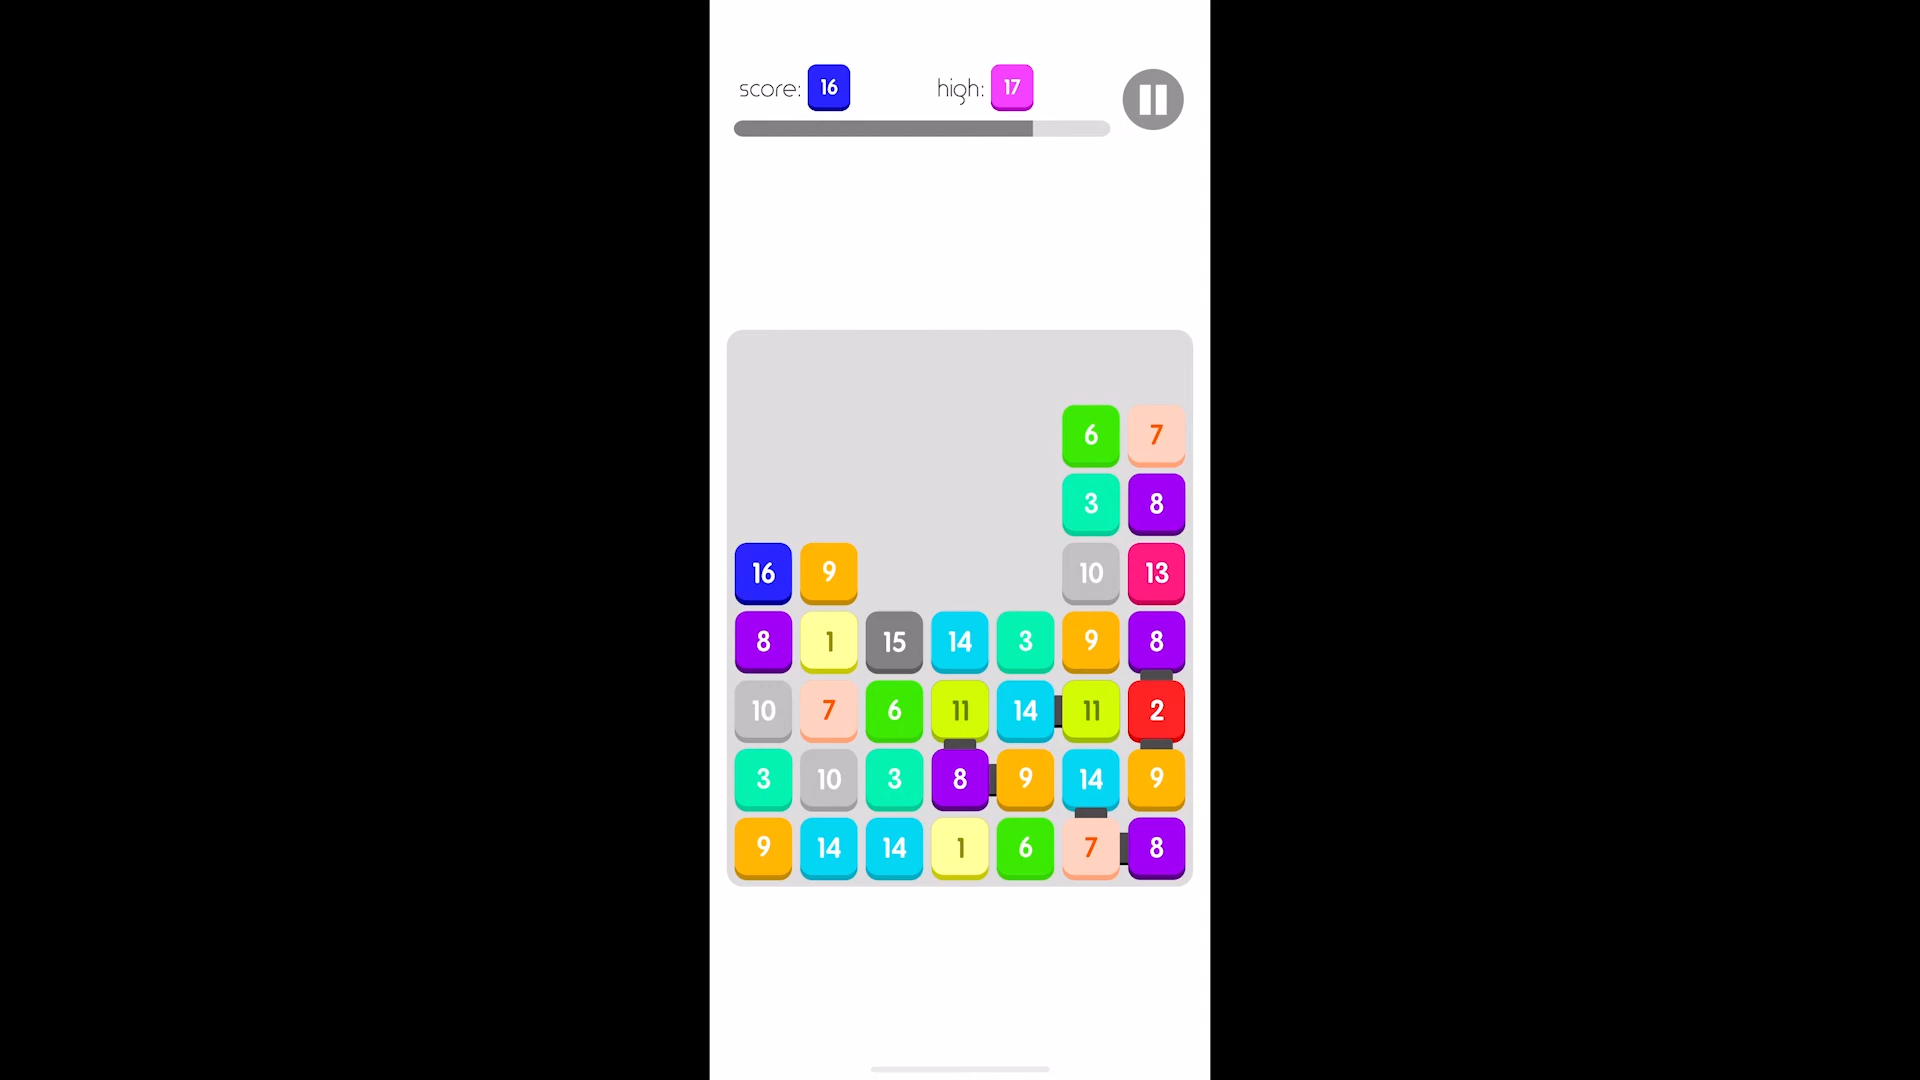 score: 16 high: 17
6 7
3 8
16 9 10 13
8 1 15 14 3 9 8
10 7 6 11 14 11 2
3 10 3 8 9 14 9
9 14 14 1 6 7 8